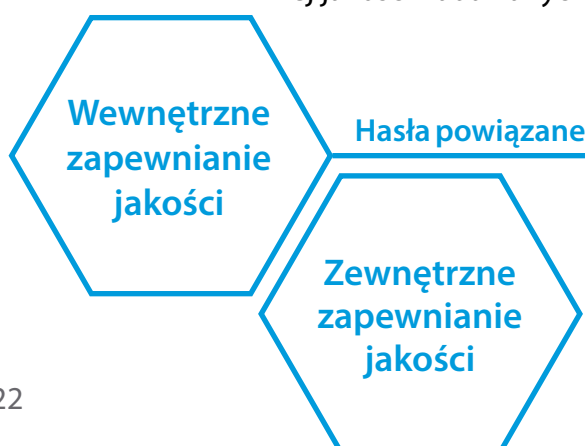 Wewnętrzne
zapewnianie
jakości
Hasła powiązane
Zewnętrzne
zapewnianie
jakości
22